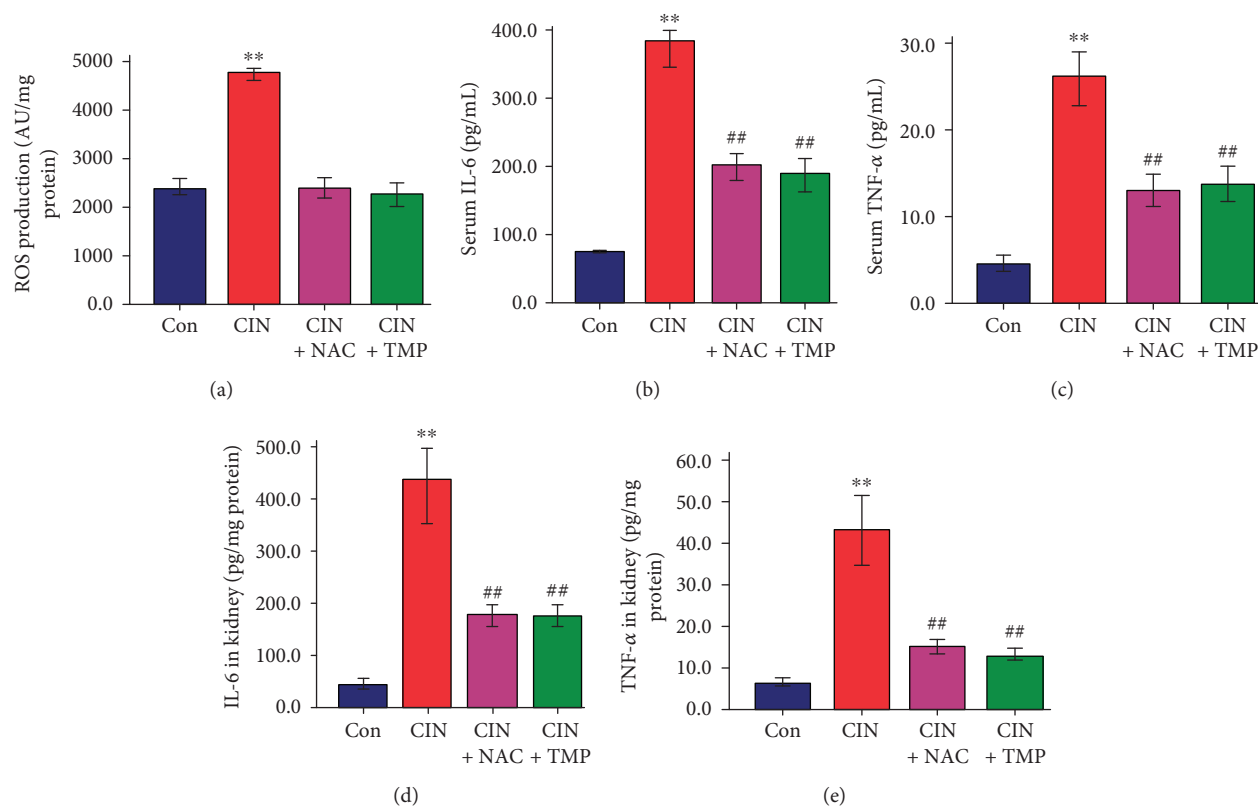 ROS production (AU/mg
protein)
5000
4000
3000
2000
1000
0.0
**
Con
CIN
CIN
+ NAC
CIN
+ TMP
(a)
Serum IL-6 (pg/mL)
400.0
300.0
200.0
100.0
0.0
**
##
##
Con
CIN
CIN
+ NAC
CIN
+ TMP
(b)
Serum TNF-α (pg/mL)
30.0
20.0
10.0
0.0
**
##
##
Con
CIN
CIN
+ NAC
CIN
+ TMP
(c)
IL-6 in kidney (pg/mg protein)
500.0
400.0
300.0
200.0
100.0
0.0
**
##
##
Con
CIN
CIN
+ NAC
CIN
+ TMP
(d)
TNF-α in kidney (pg/mg
protein)
60.0
50.0
40.0
30.0
20.0
10.0
0.0
**
##
##
Con
CIN
CIN
+ NAC
CIN
+ TMP
(e)